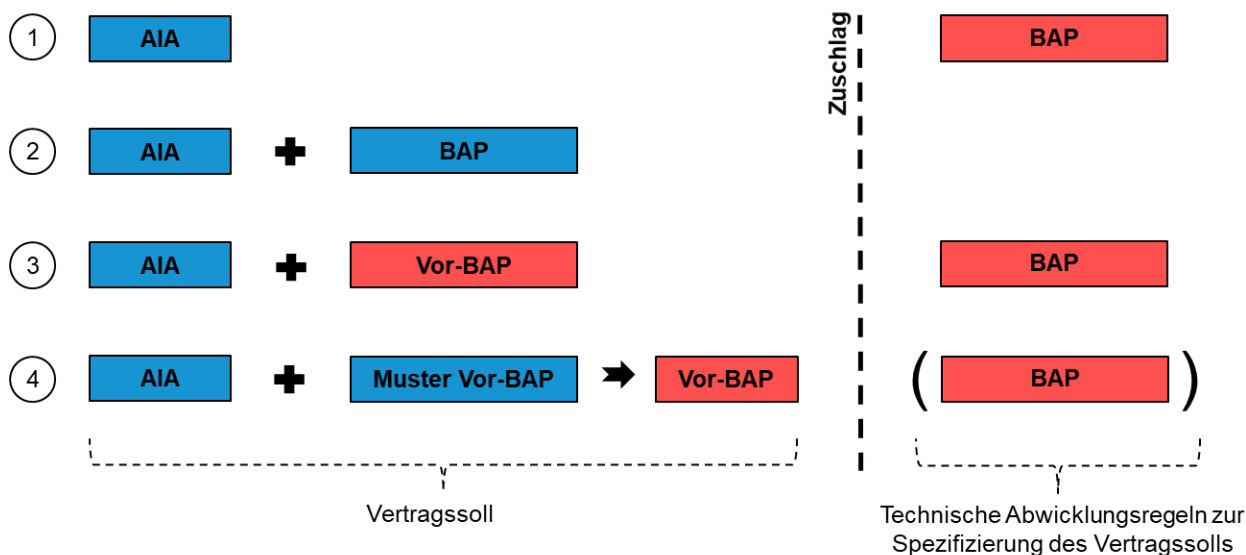 1 AIA Zuschlag BAP
2 AIA + BAP
3 AIA + Vor-BAP BAP
4 AIA + Muster Vor-BAP Vor-BAP ( BAP )
Vertragssoll
Technische Abwicklungsregeln zur
Spezifizierung des Vertragssolls